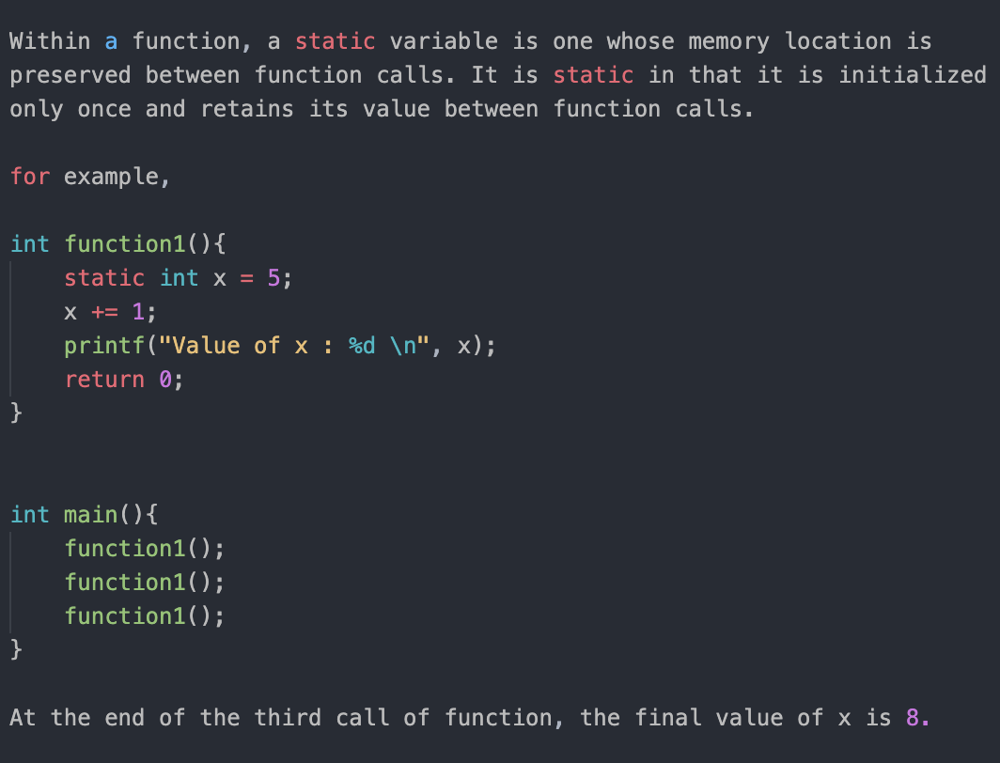 Within a function, a static variable is one whose memory location is
preserved between function calls. It is static in that it is initialized
only once and retains its value between function calls.
for example,
int function1(){
    static int x = 5;
    x += 1;
    printf("Value of x : %d \n", x);
    return 0;
}
int main(){
    function1();
    function1();
    function1();
}
At the end of the third call of function, the final value of x is 8.